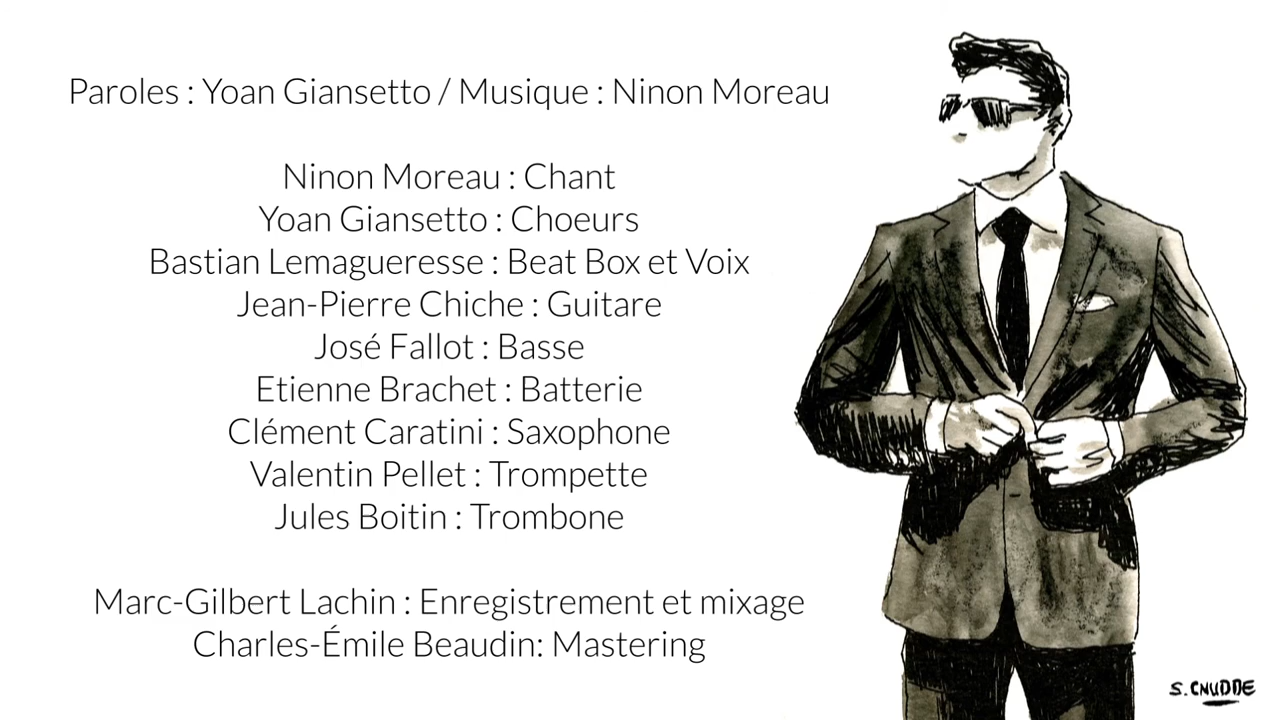 Paroles : Yoan Giansetto / Musique : Ninon Moreau
Ninon Moreau : Chant
Yoan Giansetto : Choeurs
Bastian Lemagueresse : Beat Box et Voix
Jean-Pierre Chiche : Guitare
José Fallot : Basse
Etienne Brachet : Batterie
Clément Caratini : Saxophone
Valentin Pellet : Trompette
Jules Boitin : Trombone
Marc-Gilbert Lachin : Enregistrement et mixage
Charles-Émile Beaudin: Mastering
S. CNUDDE